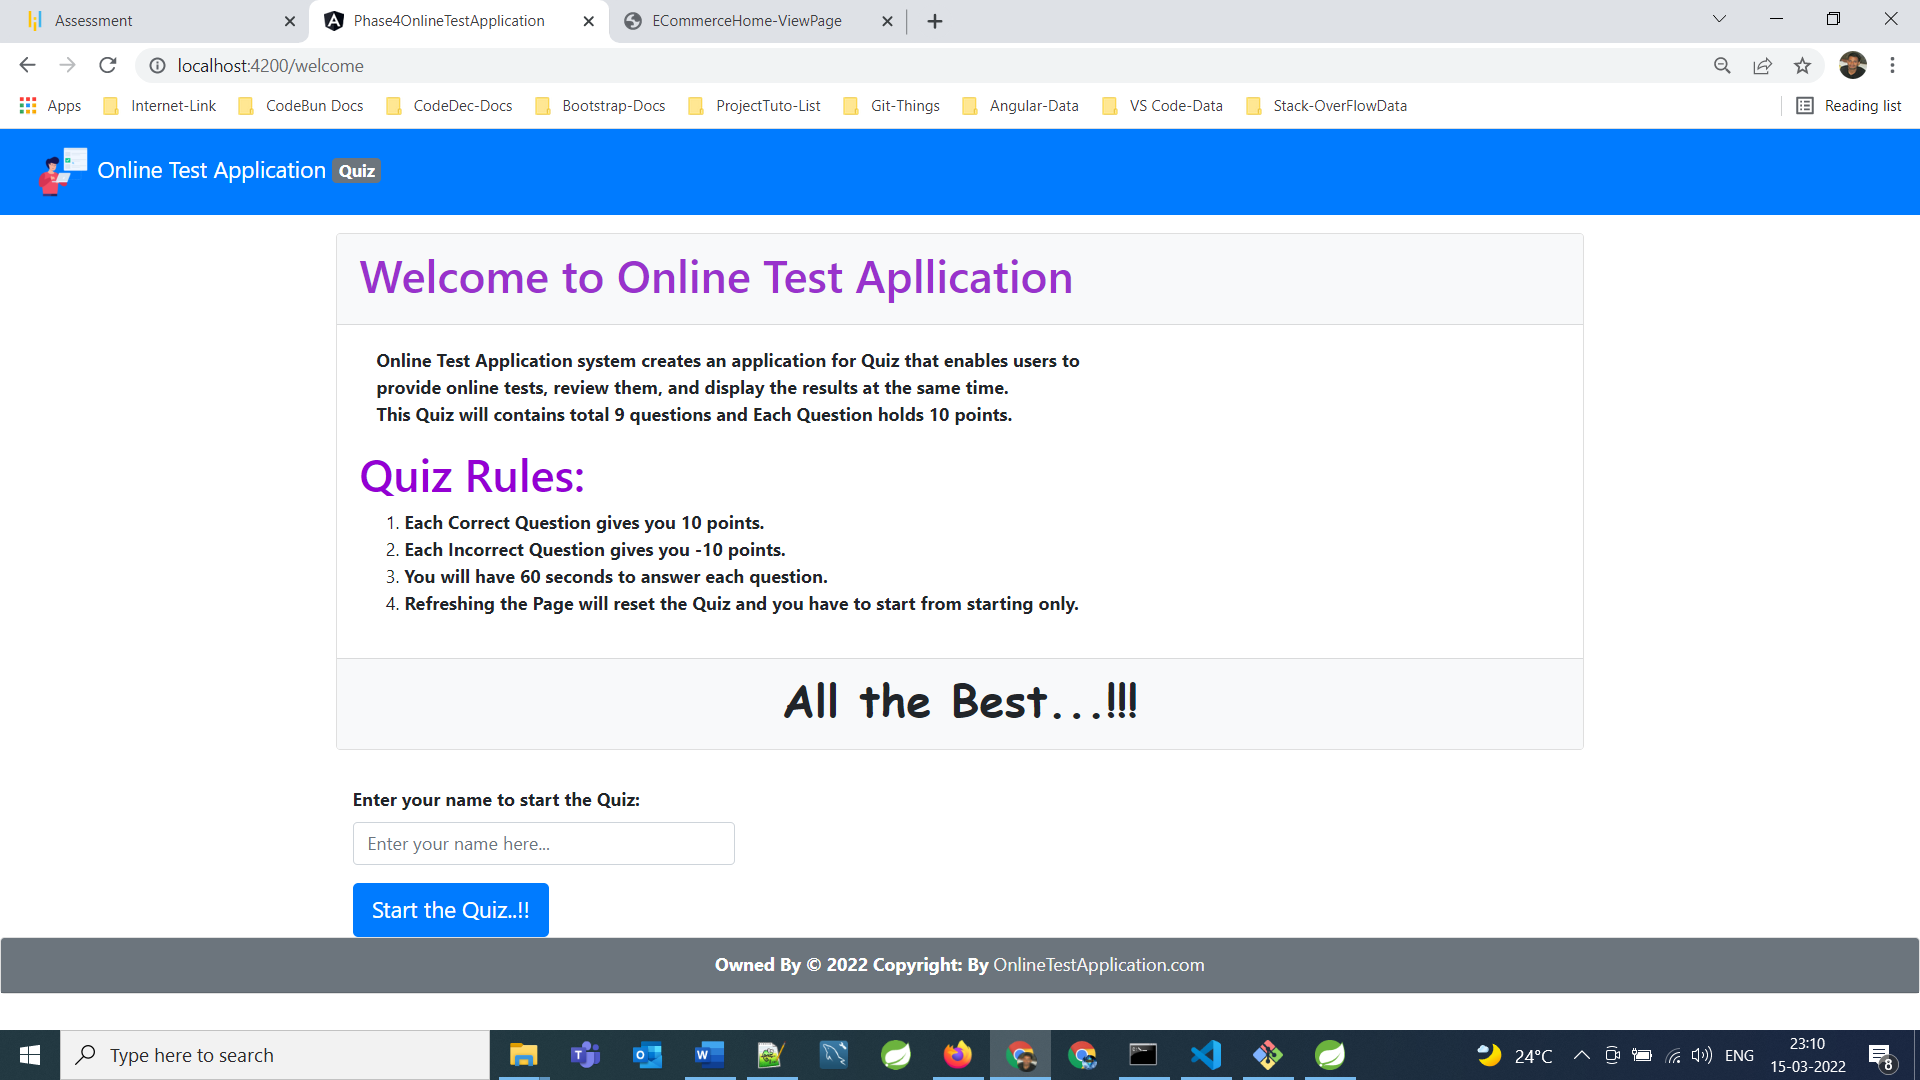 Assessment
Phase4OnlineTestApplication
ECommerceHome-ViewPage
localhost:4200/welcome
Apps
Internet-Link
CodeBun Docs
CodeDec-Docs
Bootstrap-Docs
ProjectTuto-List
Git-Things
Angular-Data
VS Code-Data
Stack-OverFlowData
Reading list
Online Test Application Quiz
Welcome to Online Test Apllication
Online Test Application system creates an application for Quiz that enables users to
provide online tests, review them, and display the results at the same time.
This Quiz will contains total 9 questions and Each Question holds 10 points.
Quiz Rules:
1. Each Correct Question gives you 10 points.
2. Each Incorrect Question gives you -10 points.
3. You will have 60 seconds to answer each question.
4. Refreshing the Page will reset the Quiz and you have to start from starting only.
All the Best...!!!
Enter your name to start the Quiz:
Enter your name here...
Start the Quiz..!!
Owned By © 2022 Copyright: By OnlineTestApplication.com
Type here to search
24°C
ENG
23:10
15-03-2022
8